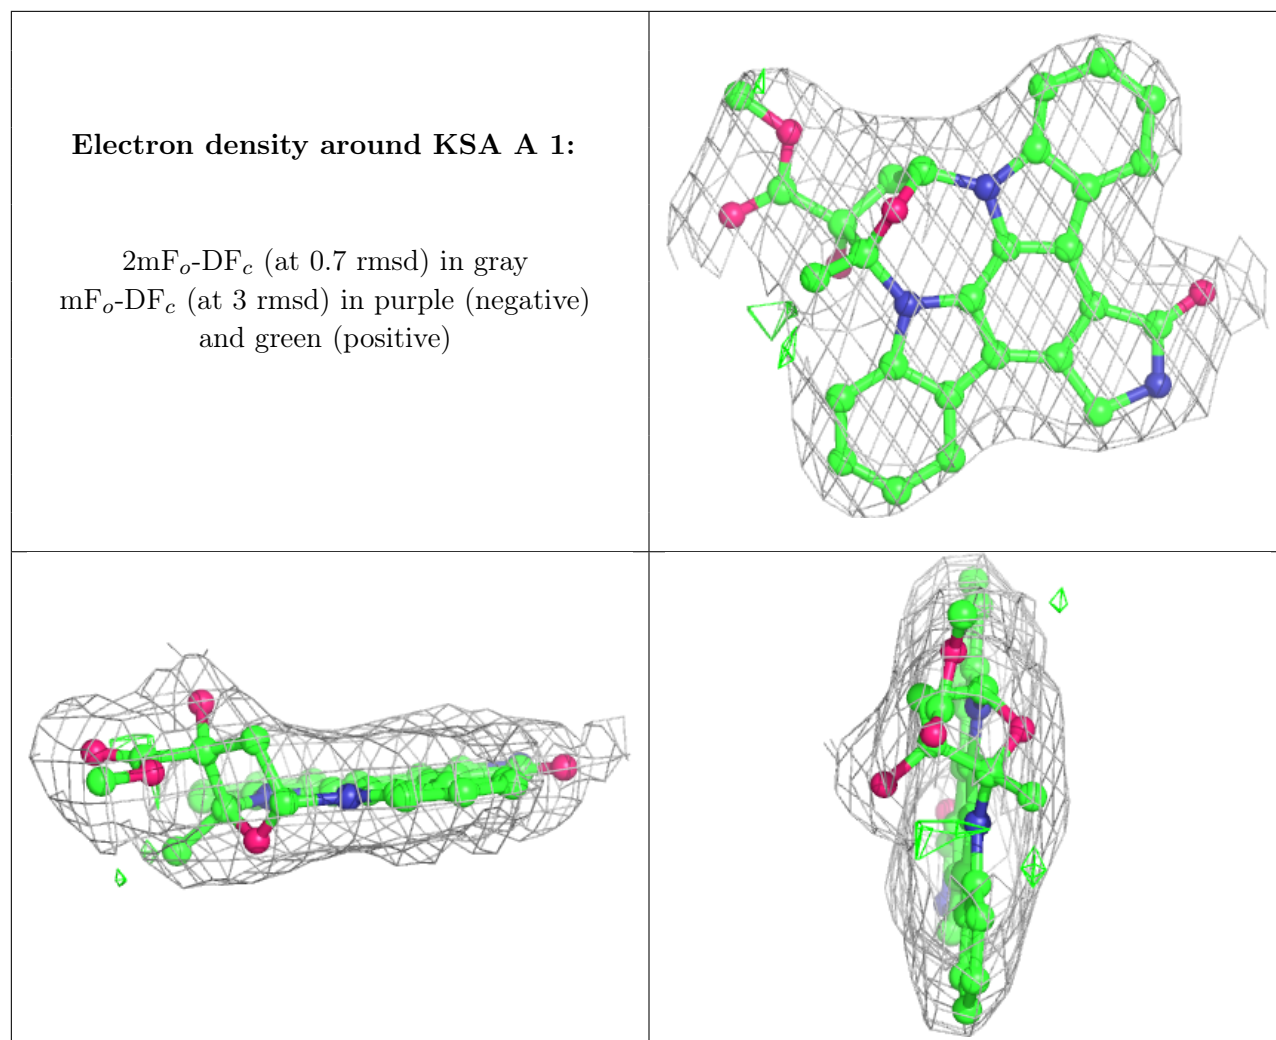 Electron density around KSA A 1:
2mFₒ-DF𝒸 (at 0.7 rmsd) in gray
mFₒ-DF𝒸 (at 3 rmsd) in purple (negative)
and green (positive)